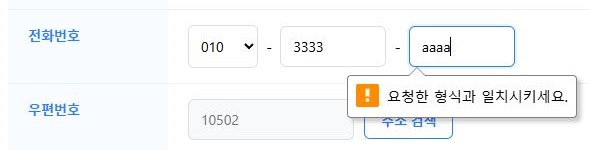 전화번호 010 - 3333 - aaaa
! 요청한 형식과 일치시키세요.
우편번호 10502 주소 검색